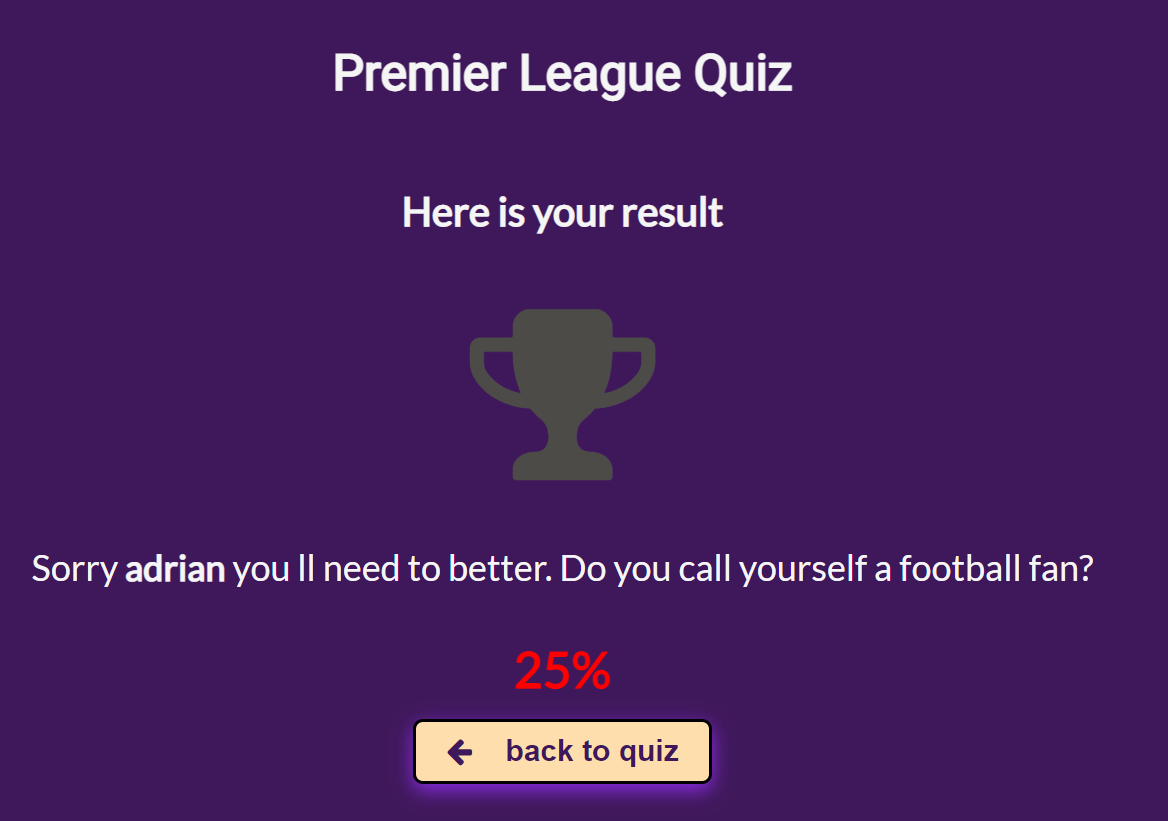 Premier League Quiz
Here is your result
Sorry adrian you ll need to better. Do you call yourself a football fan?
25%
back to quiz